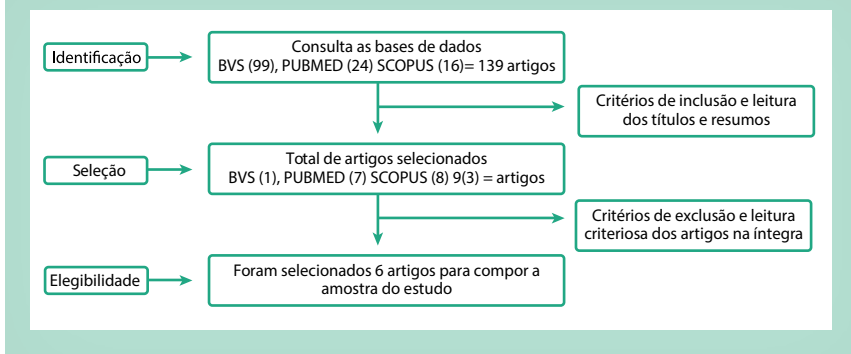 Identificação
Consulta as bases de dados
BVS (99), PUBMED (24) SCOPUS (16)= 139 artigos
Critérios de inclusão e leitura
dos títulos e resumos
Seleção
Total de artigos selecionados
BVS (1), PUBMED (7) SCOPUS (8) 9(3) = artigos
Critérios de exclusão e leitura
criteriosa dos artigos na íntegra
Elegibilidade
Foram selecionados 6 artigos para compor a
amostra do estudo